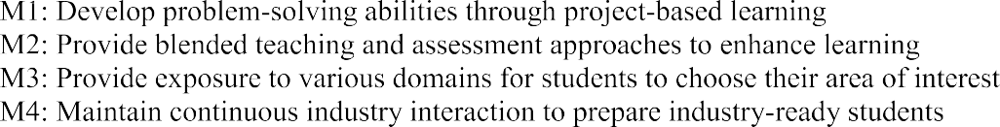 M1: Develop problem-solving abilities through project-based learning
M2: Provide blended teaching and assessment approaches to enhance learning
M3: Provide exposure to various domains for students to choose their area of interest
M4: Maintain continuous industry interaction to prepare industry-ready students